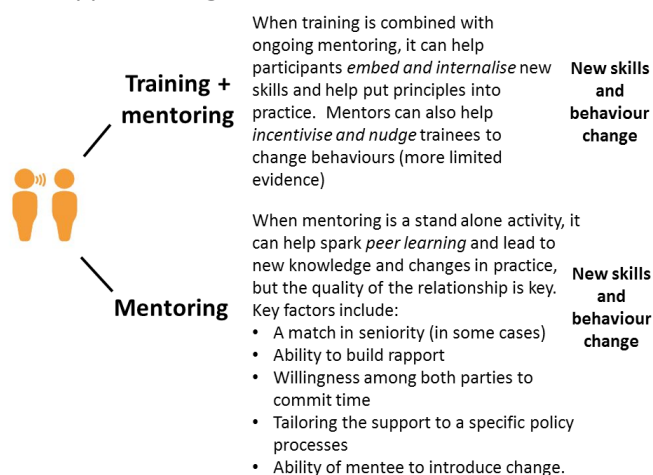 Training +
mentoring
When training is combined with
ongoing mentoring, it can help
participants embed and internalise new
skills and help put principles into
practice. Mentors can also help
incentivise and nudge trainees to
change behaviours (more limited
evidence)
New skills
and
behaviour
change
Mentoring
When mentoring is a stand alone activity, it
can help spark peer learning and lead to
new knowledge and changes in practice,
but the quality of the relationship is key.
Key factors include:
• A match in seniority (in some cases)
• Ability to build rapport
• Willingness among both parties to
commit time
• Tailoring the support to a specific policy
processes
• Ability of mentee to introduce change.
New skills
and
behaviour
change